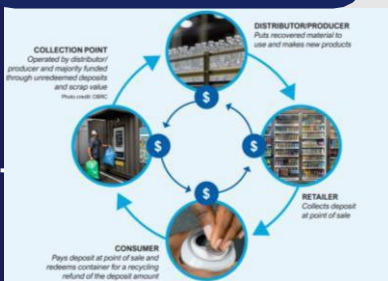 DISTRIBUTOR/PRODUCER
Puts recovered material to
use and makes new products
COLLECTION POINT
Operated by distributor/
producer and majority funded
through unredeemed deposits
and scrap value
Photo credit: OBRC
$
$
$
$
RETAILER
Collects deposit
at point of sale
CONSUMER
Pays deposit at point of sale and
redeems container for a recycling
refund of the deposit amount